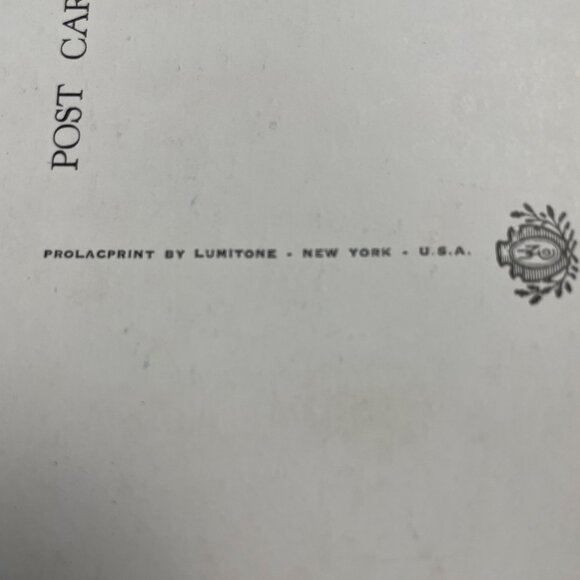 POST CAR
PROLACPRINT BY LUMITONE - NEW YORK - U.S.A.